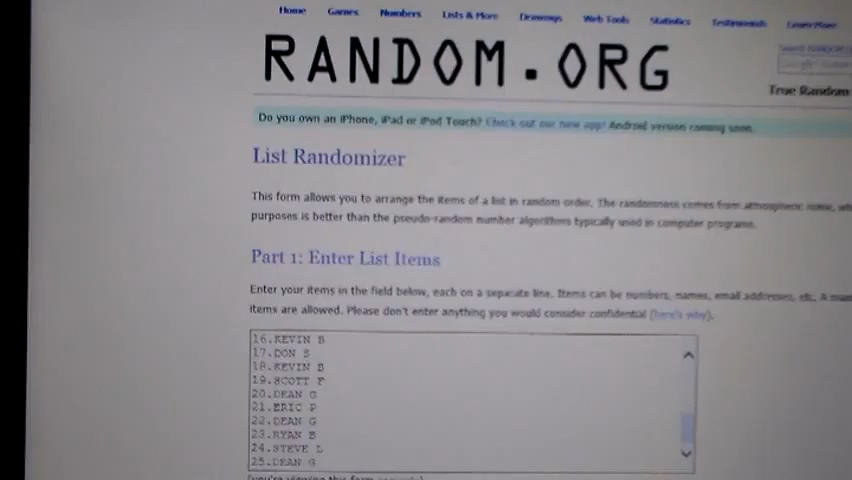 Home Games Numbers Lists & More Drawings Web Tools Statistics Testimonials Learn More
RANDOM.ORG
True Random
Do you own an iPhone, iPad or iPod Touch? Check out our new app! Android version coming soon.
List Randomizer
This form allows you to arrange the items of a list in random order. The randomness comes from atmospheric noise, wh
purposes is better than the pseudo-random number algorithms typically used in computer programs.
Part 1: Enter List Items
Enter your items in the field below, each on a separate line. Items can be numbers, names, email addresses, etc. A
items are allowed. Please don't enter anything you would consider confidential (here's why).
16.KEVIN B
17.DON S
18.KEVIN B
19.SCOTT F
20.DEAN G
21.ERIC P
22.DEAN G
23.RYAN B
24.STEVE L
25.DEAN G